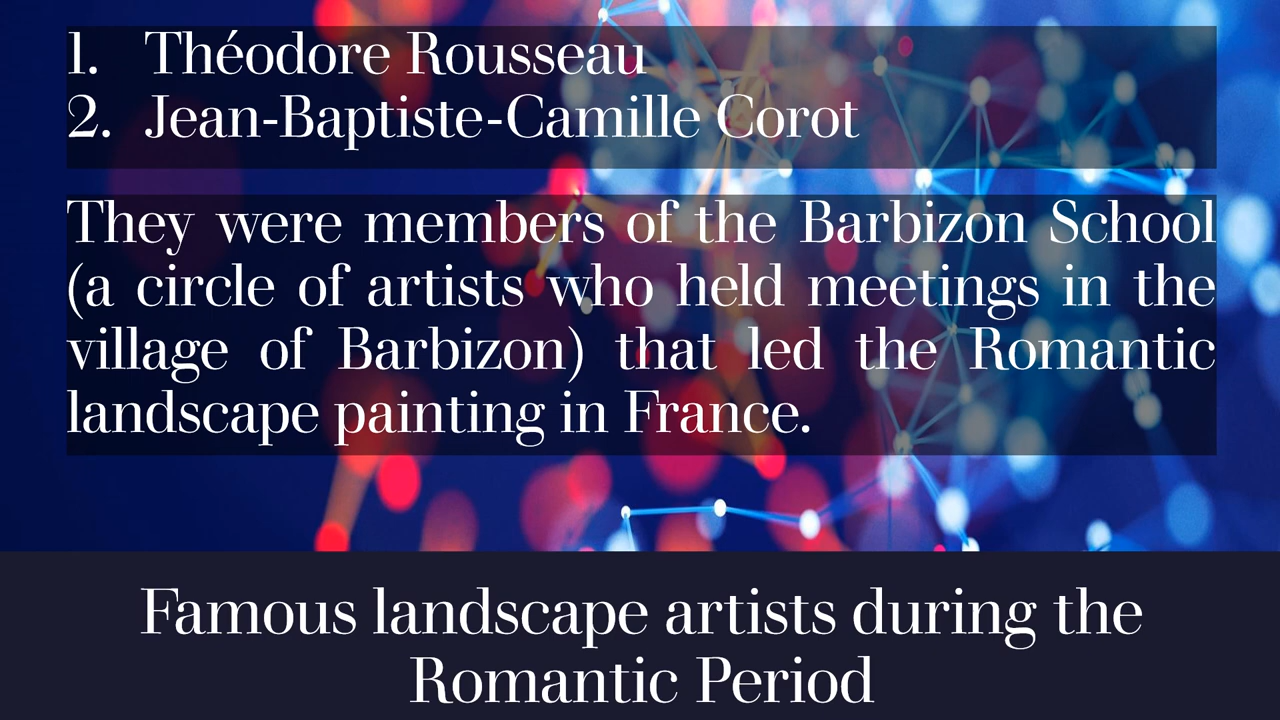 1. Théodore Rousseau
2. Jean-Baptiste-Camille Corot
They were members of the Barbizon School
(a circle of artists who held meetings in the
village of Barbizon) that led the Romantic
landscape painting in France.
Famous landscape artists during the
Romantic Period